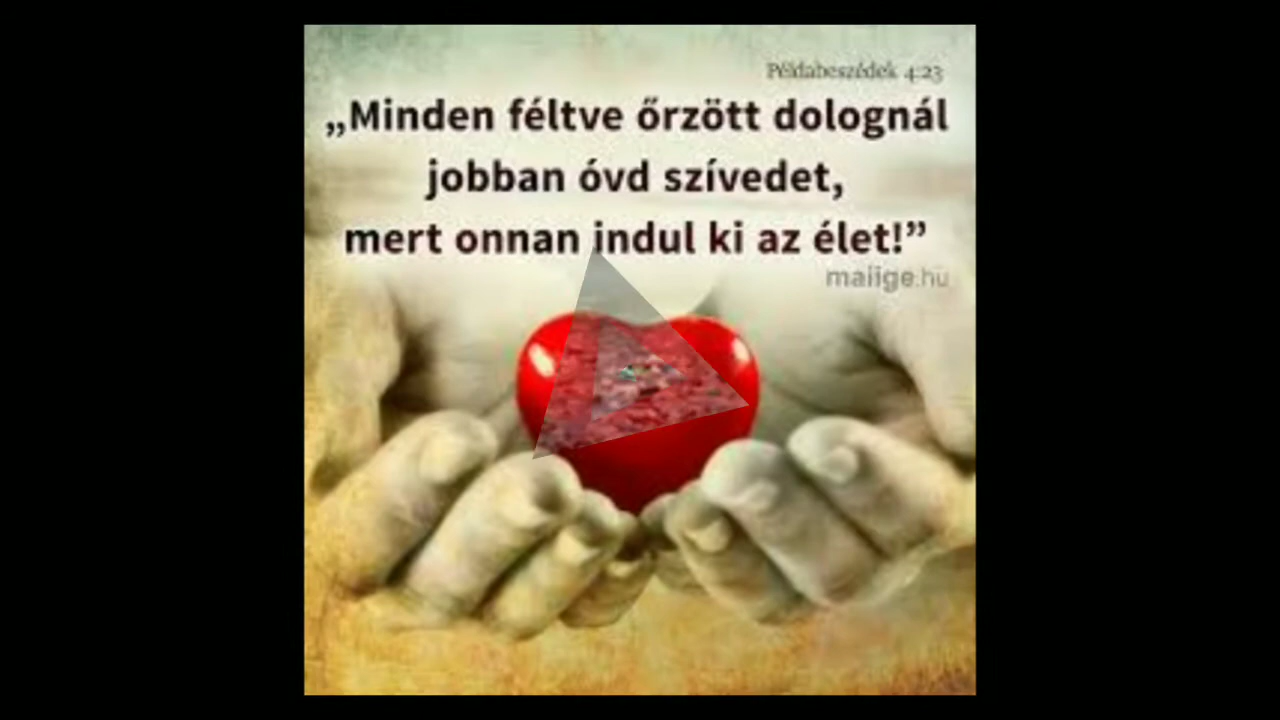 Példabeszédek 4:23
„Minden féltve őrzött dolognál
jobban óvd szívedet,
mert onnan indul ki az élet!”
maiige.hu